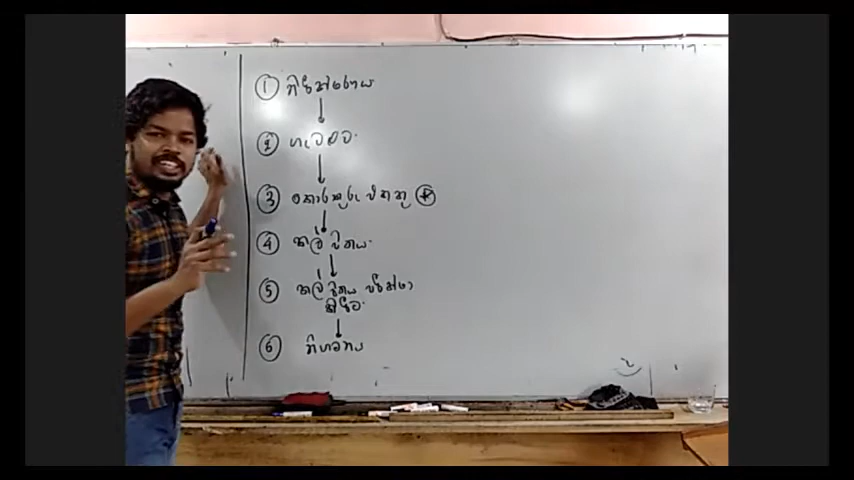 ① නිරීක්ෂණය
② ගැටළුව
③ තොරතුරු එකතු ⊛
④ කල්පිතය
⑤ කල්පිතය පරීක්ෂා
කිරීම
⑥ නිගමනය